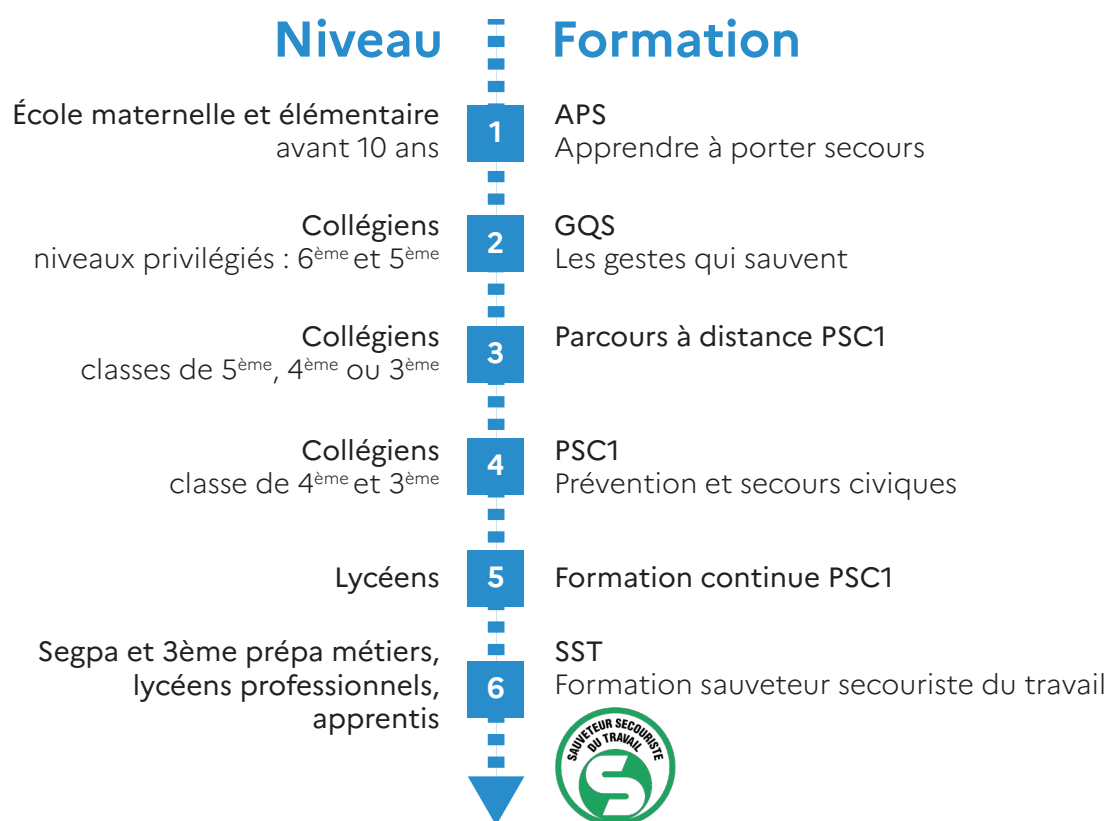 Niveau
Formation
École maternelle et élémentaire
avant 10 ans
1
APS
Apprendre à porter secours
Collégiens
niveaux privilégiés : 6ème et 5ème
2
GQS
Les gestes qui sauvent
Collégiens
classes de 5ème, 4ème ou 3ème
3
Parcours à distance PSC1
Collégiens
classe de 4ème et 3ème
4
PSC1
Prévention et secours civiques
Lycéens
5
Formation continue PSC1
Segpa et 3ème prépa métiers,
lycéens professionnels,
apprentis
6
SST
Formation sauveteur secouriste du travail
SAUVETEUR SECOURISTE
DU TRAVAIL